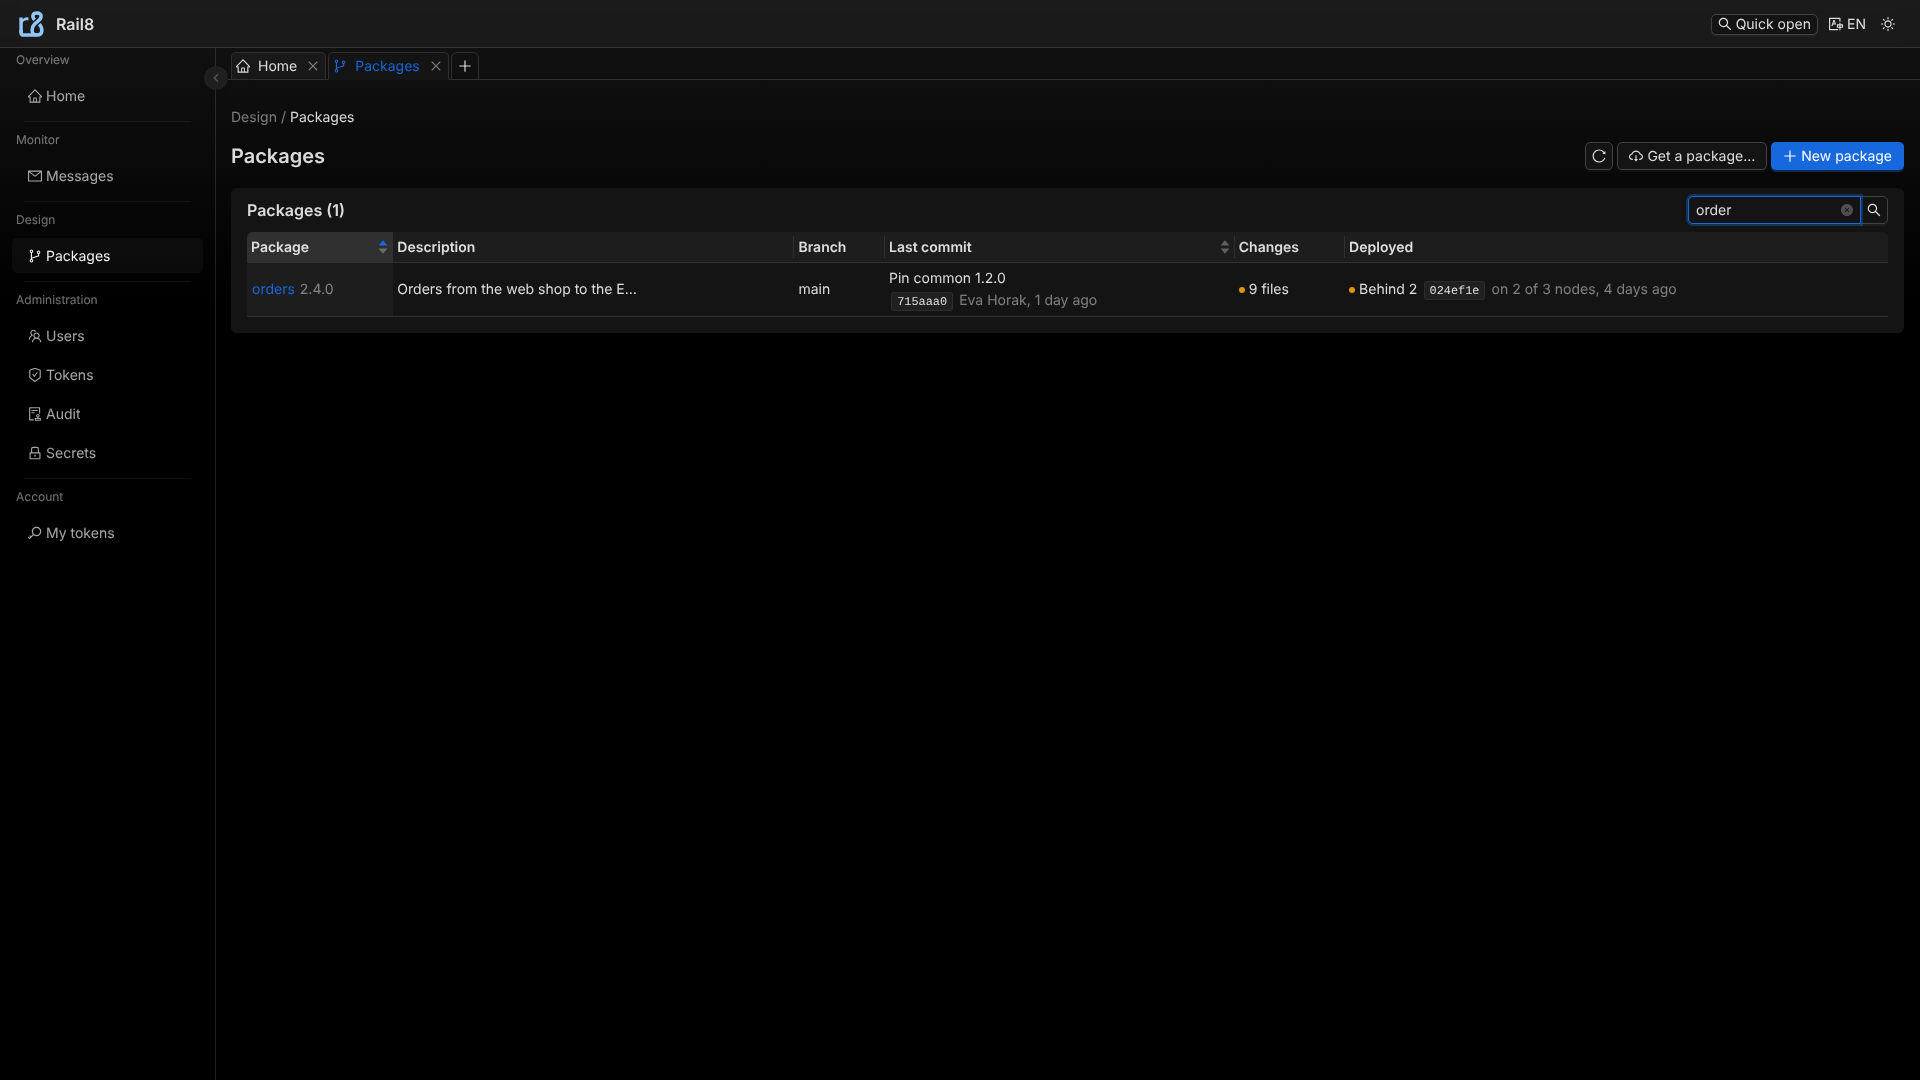 Rail8
Quick open
EN
Overview
Home
Monitor
Messages
Design
Packages
Administration
Users
Tokens
Audit
Secrets
Account
My tokens
Home
Packages
Design / Packages
Packages
Get a package...
New package
Packages (1)
order
Package
Description
Branch
Last commit
Changes
Deployed
orders 2.4.0
Orders from the web shop to the E...
main
Pin common 1.2.0
715aaa0 Eva Horak, 1 day ago
9 files
Behind 2 024ef1e on 2 of 3 nodes, 4 days ago